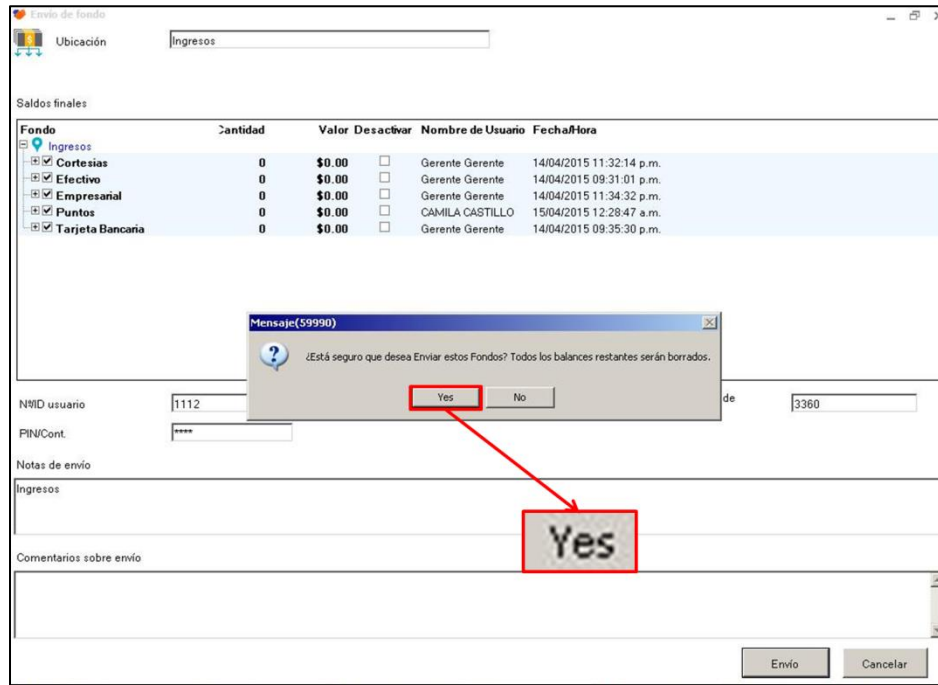 Envío de fondo
Ubicación Ingresos
Saldos finales
Fondo Cantidad Valor Desactivar Nombre de Usuario Fecha/Hora
Ingresos
Cortesias 0 $0.00 Gerente Gerente 14/04/2015 11:32:14 p.m.
Efectivo 0 $0.00 Gerente Gerente 14/04/2015 09:31:01 p.m.
Empresarial 0 $0.00 Gerente Gerente 14/04/2015 11:34:32 p.m.
Puntos 0 $0.00 CAMILA CASTILLO 15/04/2015 12:28:47 a.m.
Tarjeta Bancaria 0 $0.00 Gerente Gerente 14/04/2015 09:35:30 p.m.
Mensaje(59990)
¿Está seguro que desea Enviar estos Fondos? Todos los balances restantes serán borrados.
Yes No
usuario 1112 de 3360
PIN/Cont. ****
Notas de envío
Ingresos
Yes
Comentarios sobre envío
Envío Cancelar